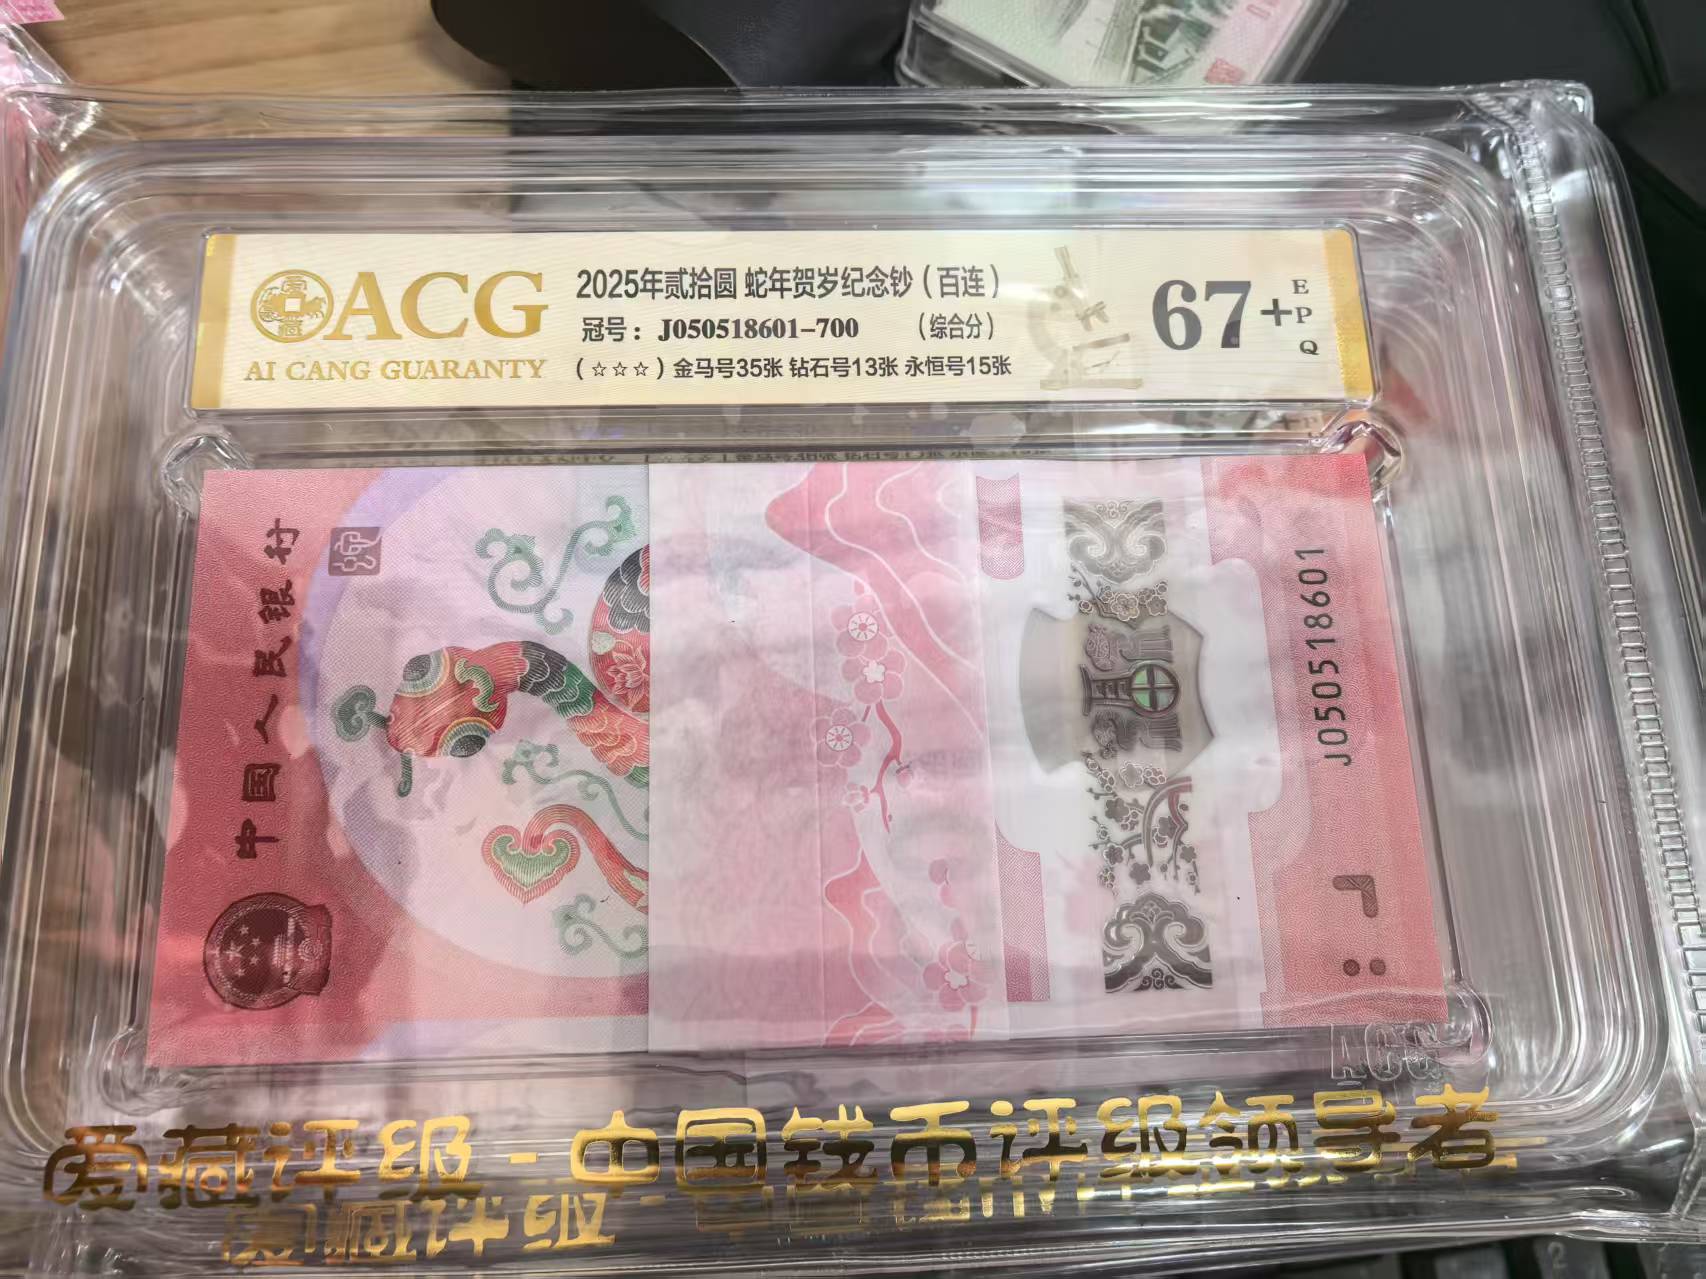 ACG
AI CANG GUARANTY
2025年贰拾圆 蛇年贺岁纪念钞（百连）
冠号：J050518601-700 （综合分）
（☆☆☆）金马号35张 钻石号13张 永恒号15张
67+
E
P
Q
中国人民银行
J050518601
ACG
爱藏评级-中国钱币评级领导者